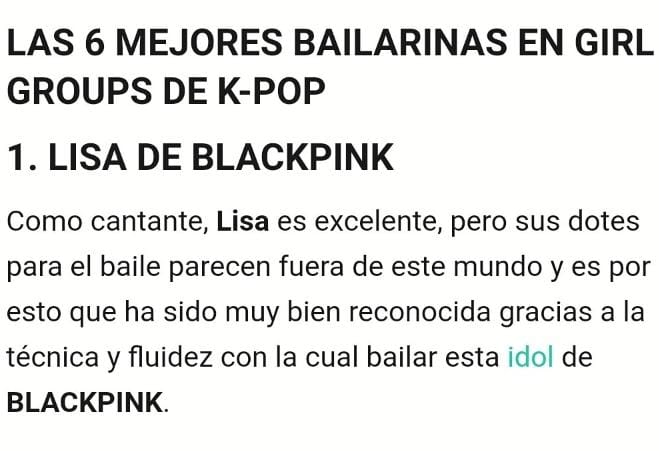 LAS 6 MEJORES BAILARINAS EN GIRL
GROUPS DE K-POP
1. LISA DE BLACKPINK
Como cantante, Lisa es excelente, pero sus dotes
para el baile parecen fuera de este mundo y es por
esto que ha sido muy bien reconocida gracias a la
técnica y fluidez con la cual bailar esta idol de
BLACKPINK.